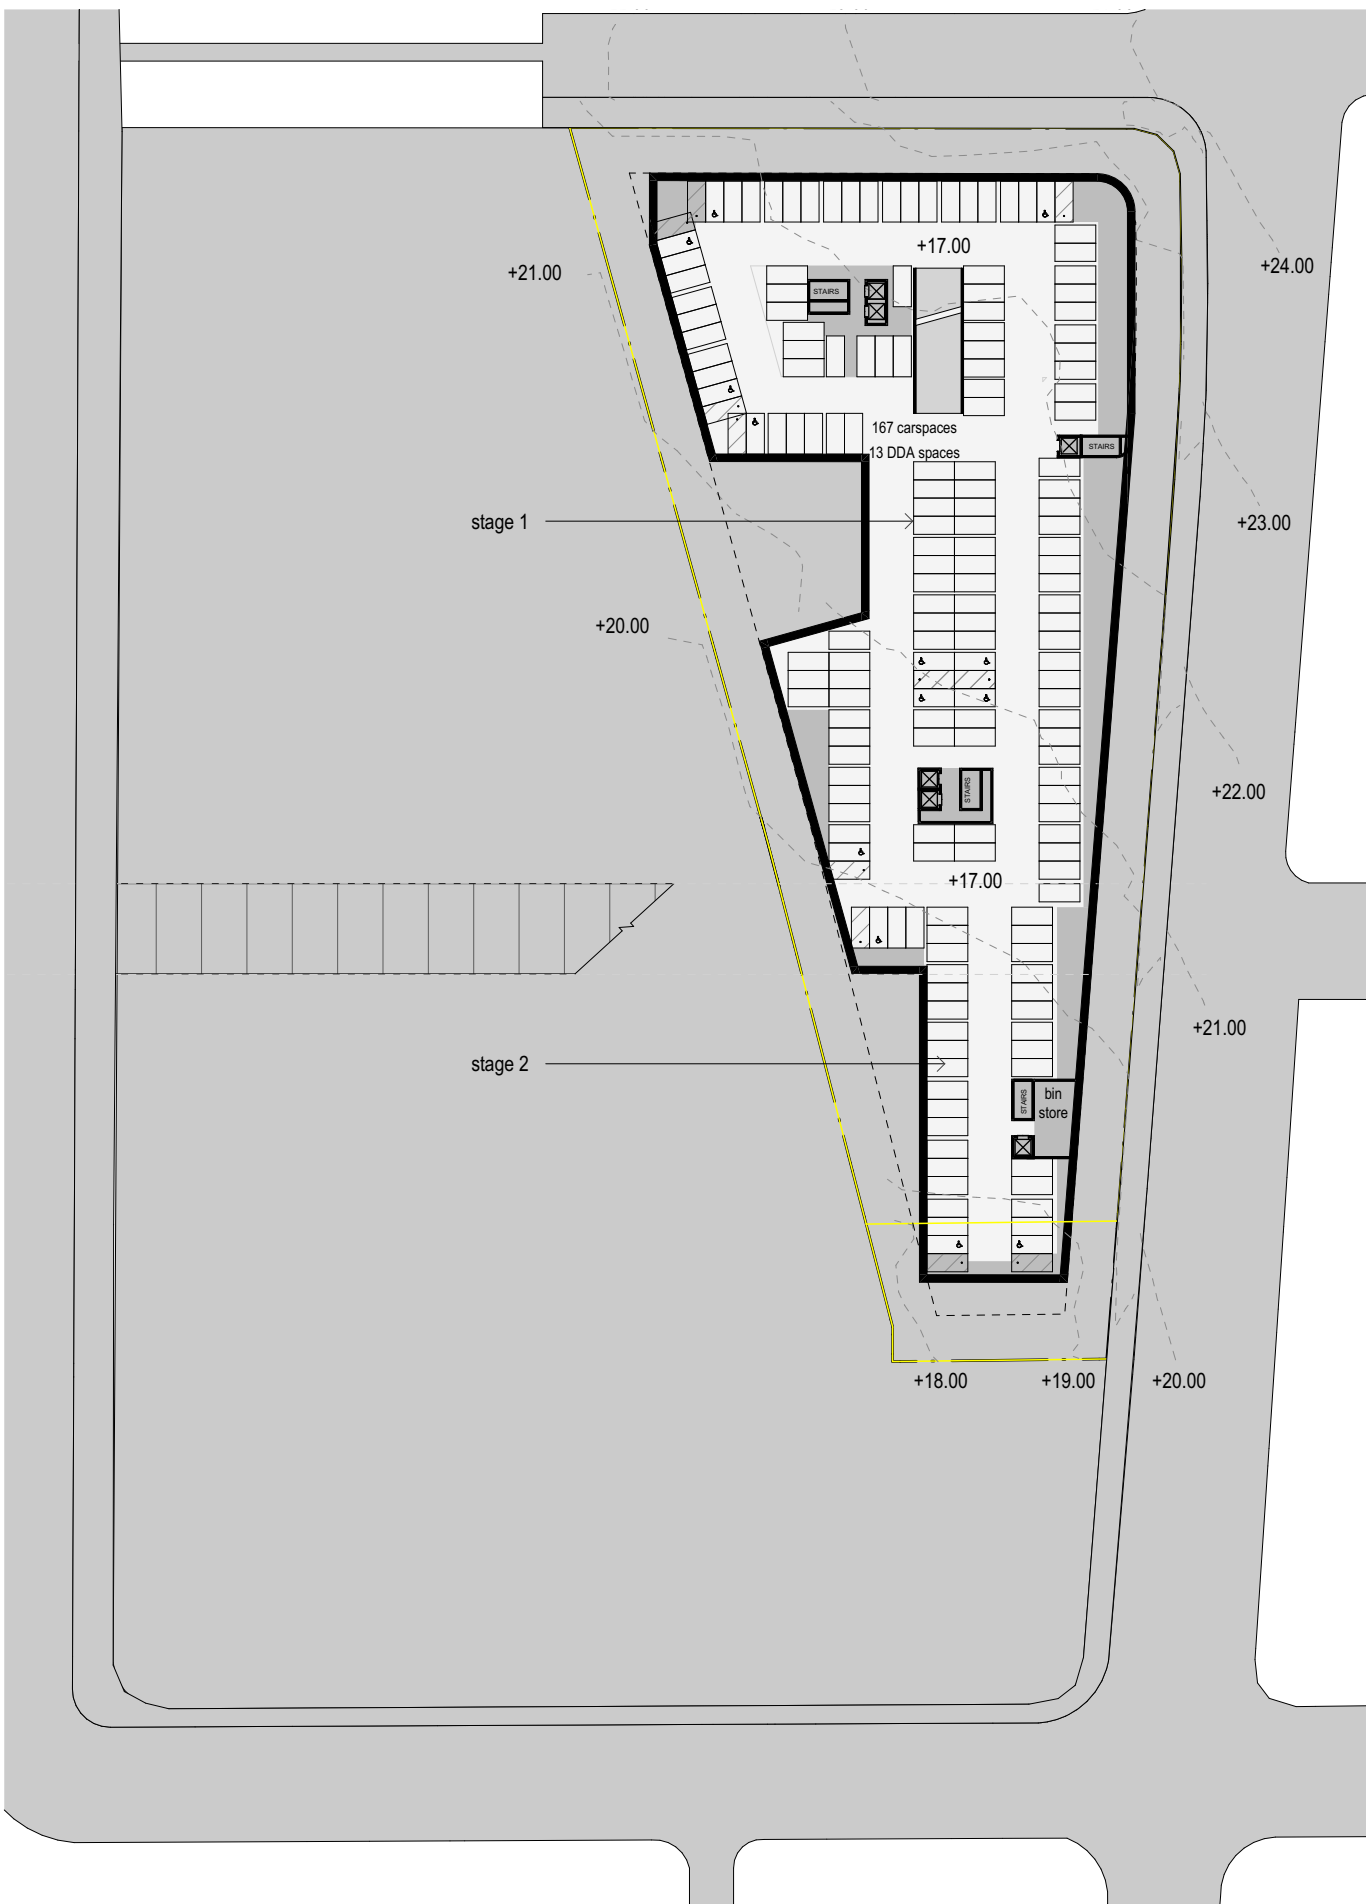 +17.00
+24.00
+21.00
STAIRS
167 carspaces
13 DDA spaces
STAIRS
stage 1
+23.00
+20.00
STAIRS
+22.00
+17.00
+21.00
stage 2
STAIRS
bin
store
+18.00
+19.00
+20.00